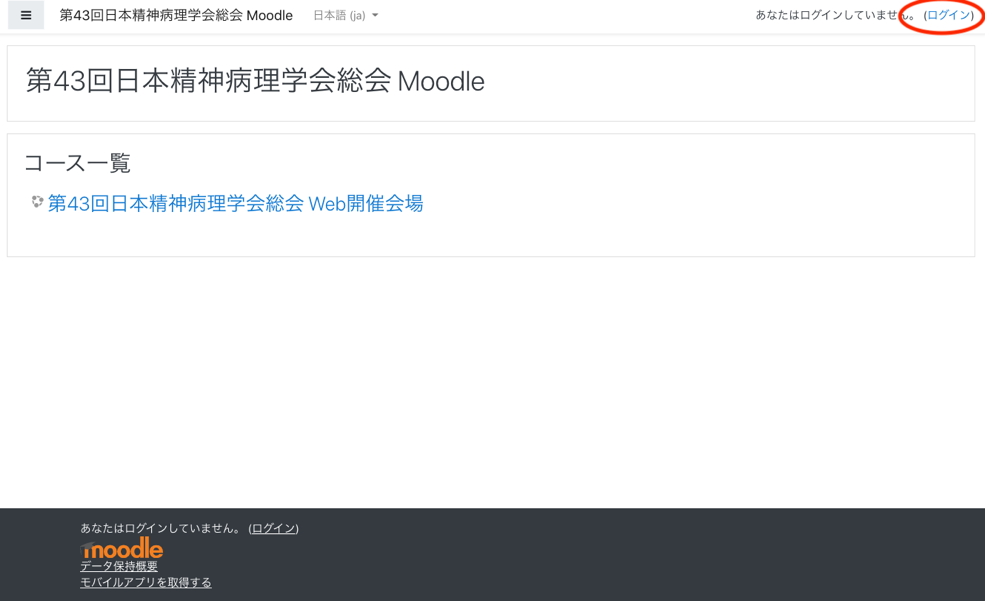 第43回日本精神病理学会総会 Moodle 日本語 (ja) あなたはログインしていません。 (ログイン)
第43回日本精神病理学会総会 Moodle
コース一覧
第43回日本精神病理学会総会 Web開催会場
あなたはログインしていません。 (ログイン)
moodle
データ保持概要
モバイルアプリを取得する